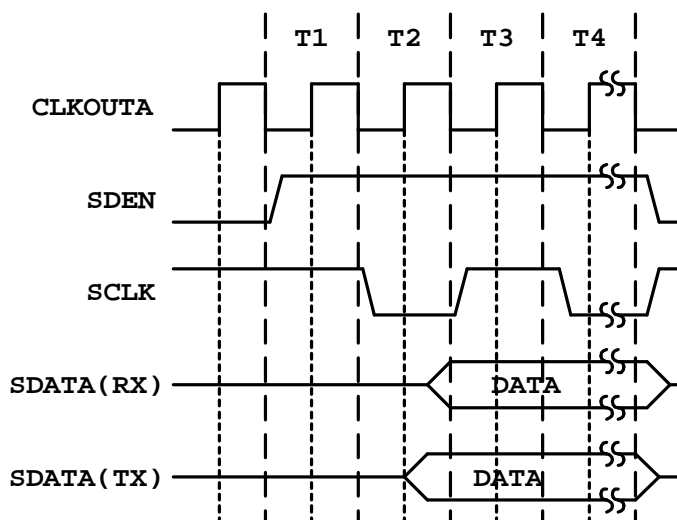 T1 T2 T3 T4
CLKOUTA
SDEN
SCLK
SDATA(RX) DATA
SDATA(TX) DATA